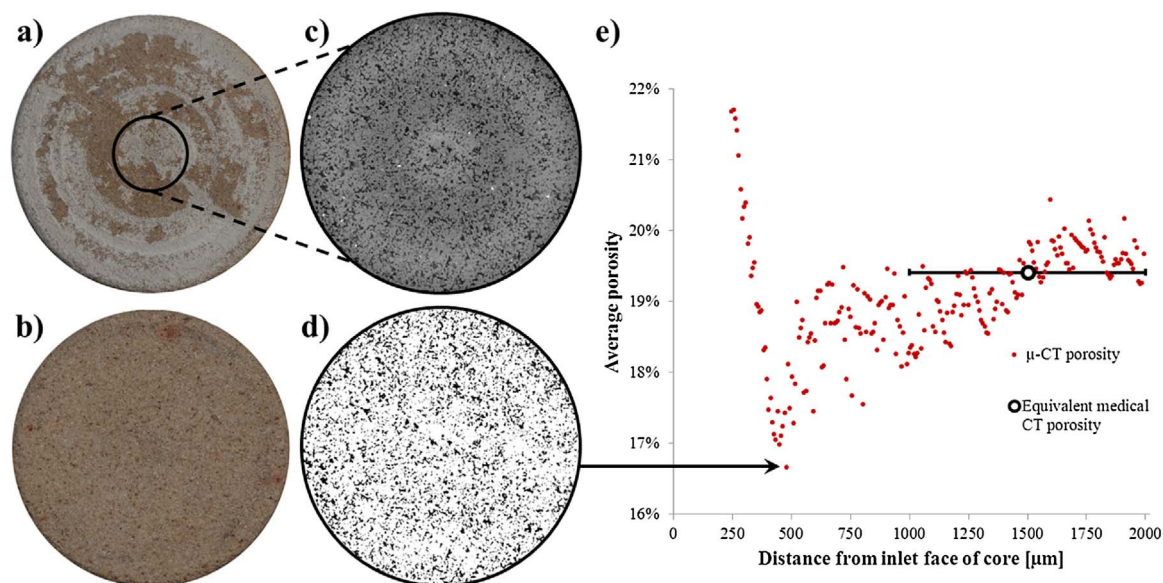 a)
c)
e)
b)
d)
22%
21%
20%
19%
18%
17%
16%
Average porosity
0
250
500
750
1000
1250
1500
1750
2000
Distance from inlet face of core [µm]
µ-CT porosity
Equivalent medical
CT porosity